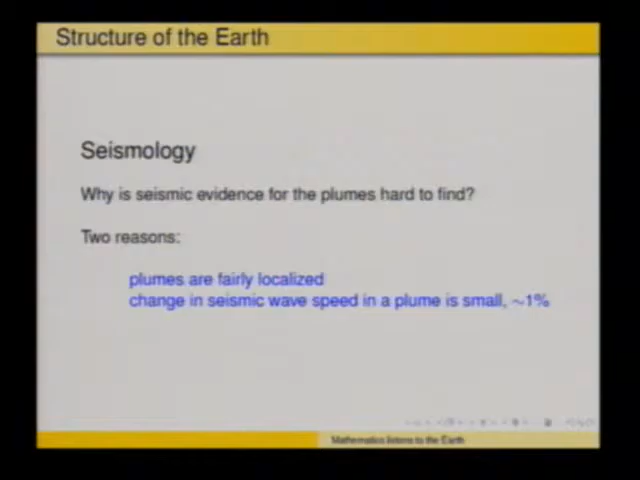 Structure of the Earth
Seismology
Why is seismic evidence for the plumes hard to find?
Two reasons:
plumes are fairly localized
change in seismic wave speed in a plume is small, ~1%
Mathematics listens to the Earth